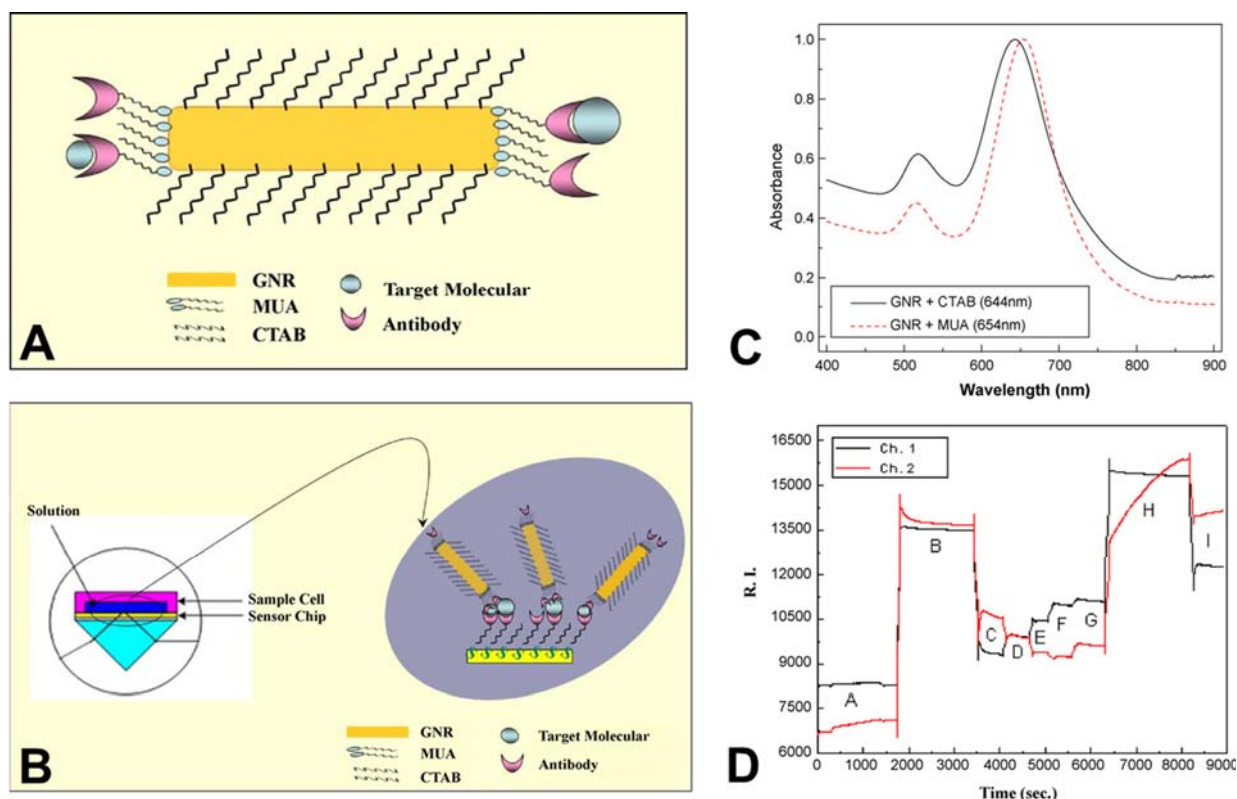 GNR
MUA
CTAB
Target Molecular
Antibody
A
Absorbance
1.0
0.8
0.6
0.4
0.2
0.0
GNR + CTAB (644nm)
GNR + MUA (654nm)
400 500 600 700 800 900
Wavelength (nm)
C
Solution
Sample Cell
Sensor Chip
GNR
MUA
CTAB
Target Molecular
Antibody
B
R. I.
16500
15000
13500
12000
10500
9000
7500
6000
Ch. 1
Ch. 2
A
B
C
D
E
F
G
H
I
0 1000 2000 3000 4000 5000 6000 7000 8000 9000
Time (sec.)
D